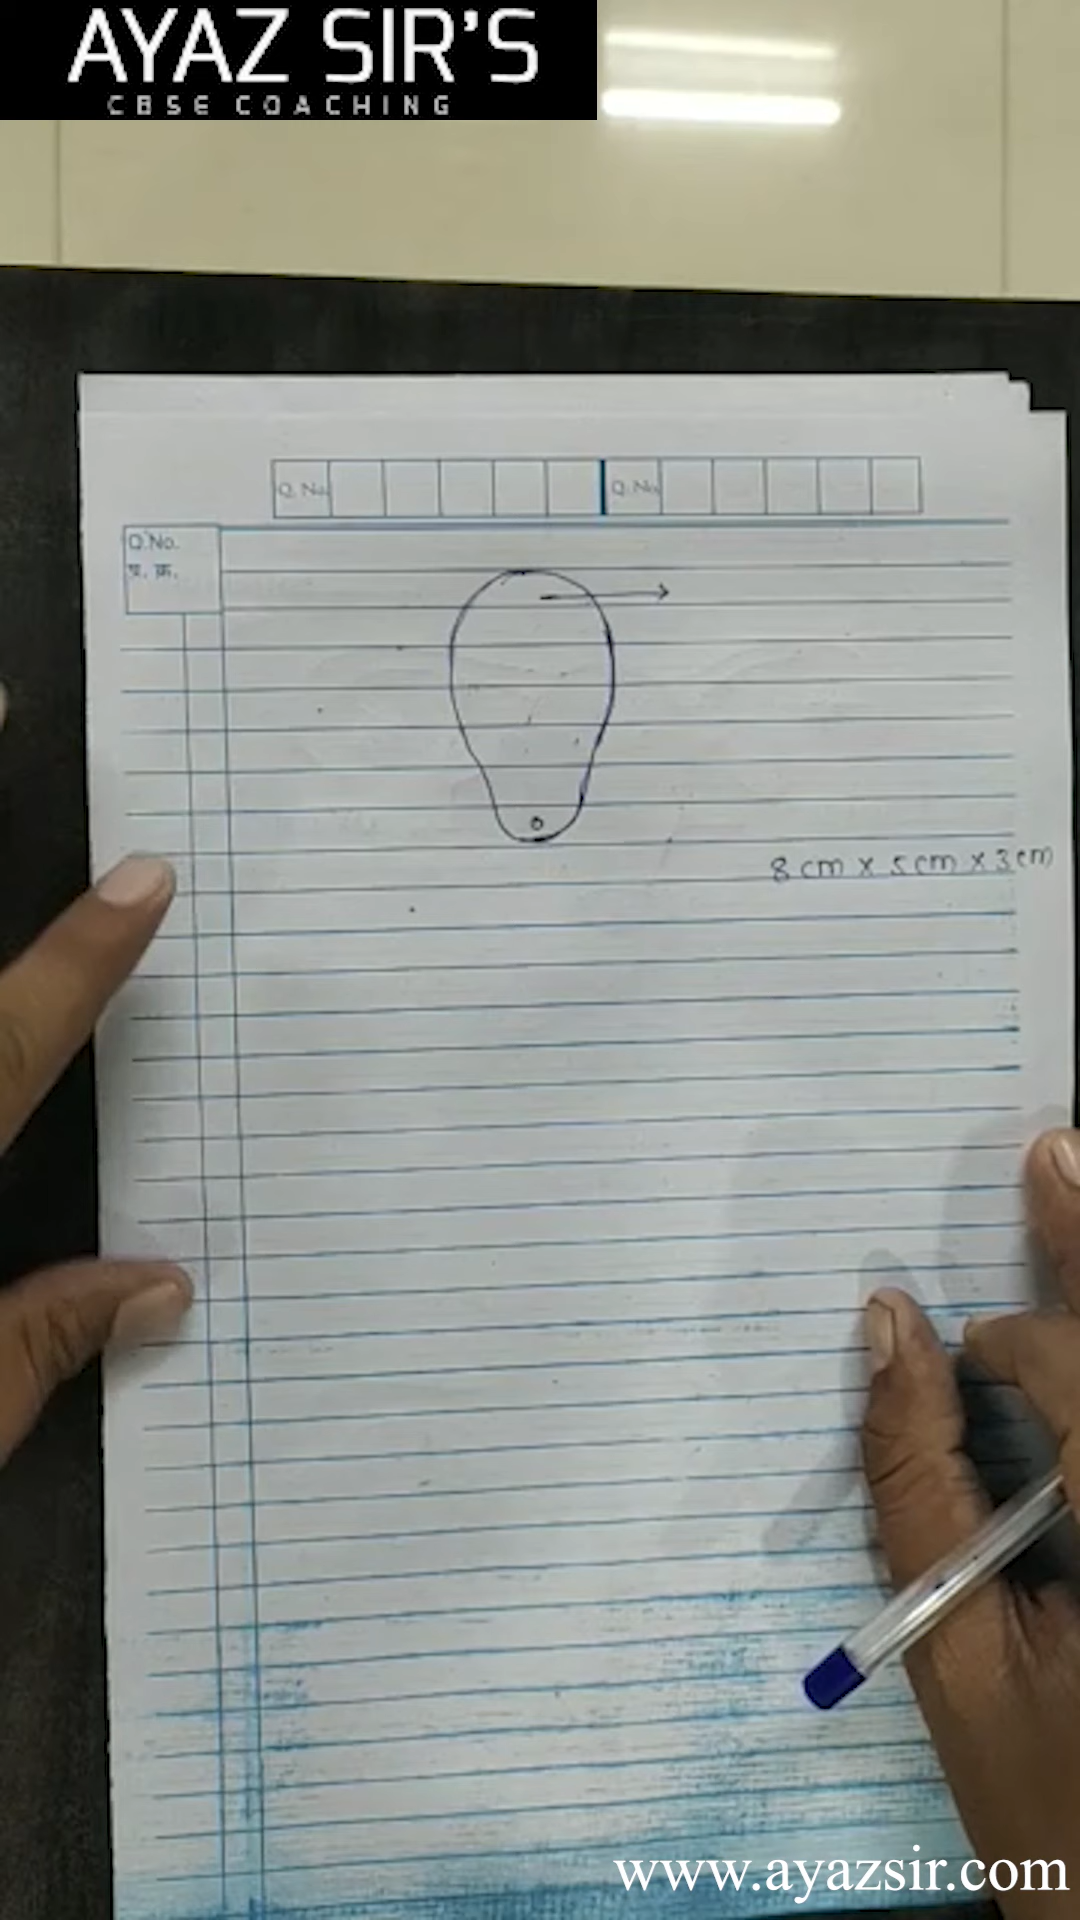 AYAZ SIR'S
CBSE COACHING
Q. No. Q. No.
Q.No.
प्र. क्र.
8 cm x 5 cm x 3 cm
www.ayazsir.com